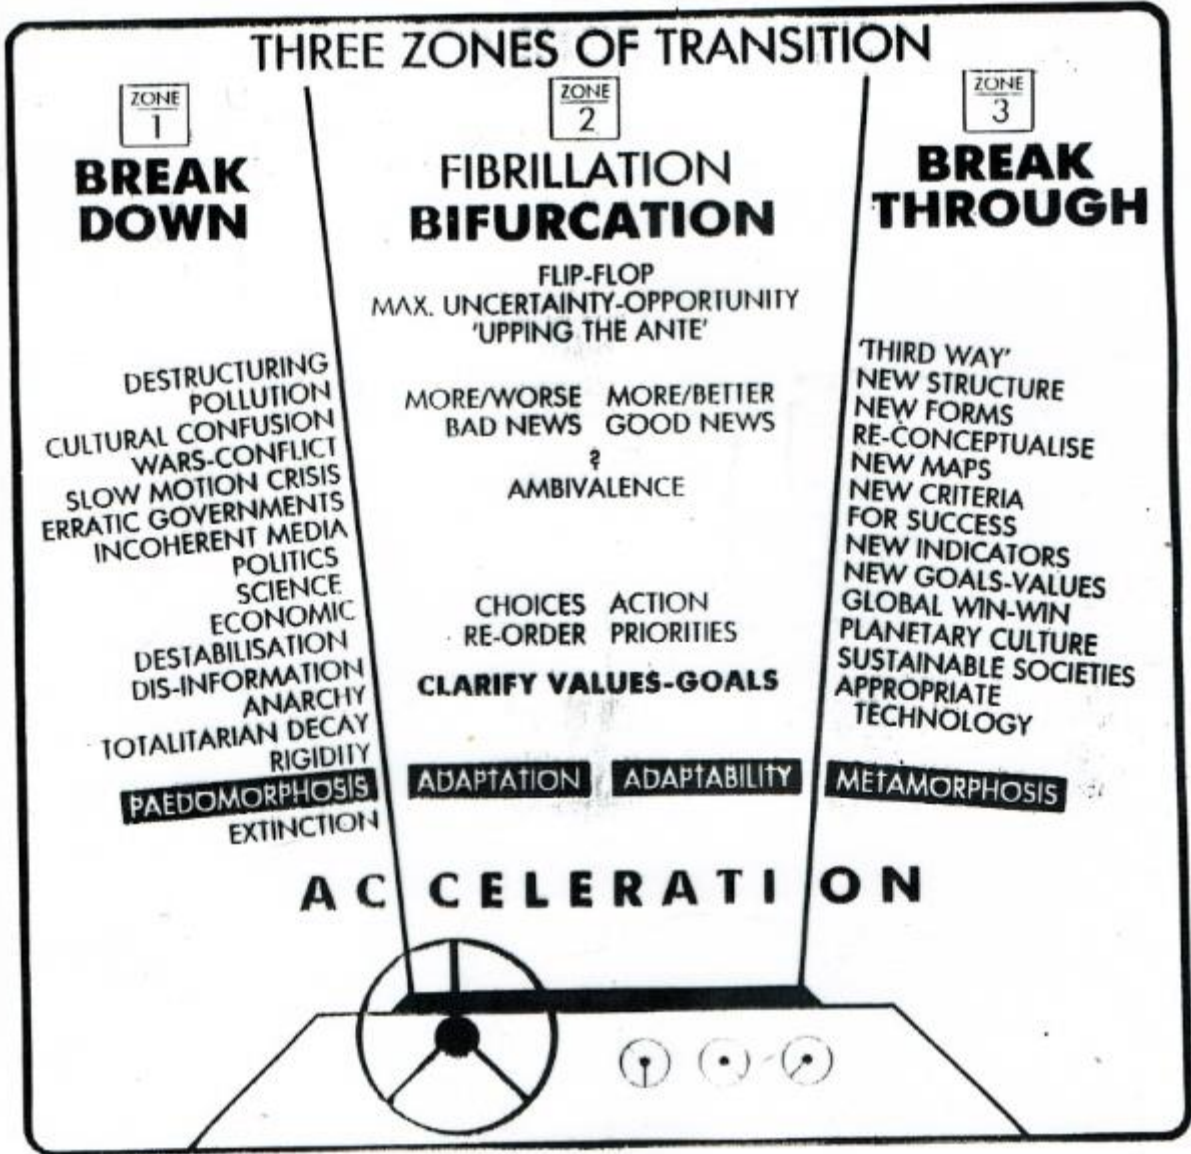 THREE ZONES OF TRANSITION
ZONE
1
BREAK
DOWN
DESTRUCTURING
POLLUTION
CULTURAL CONFUSION
WARS-CONFLICT
SLOW MOTION CRISIS
ERRATIC GOVERNMENTS
INCOHERENT MEDIA
POLITICS
SCIENCE
ECONOMIC
DESTABILISATION
DIS-INFORMATION
ANARCHY
TOTALITARIAN DECAY
RIGIDITY
PAEDOMORPHOSIS
EXTINCTION
ZONE
2
FIBRILLATION
BIFURCATION
FLIP-FLOP
MAX. UNCERTAINTY-OPPORTUNITY
'UPPING THE ANTE'
MORE/WORSE MORE/BETTER
BAD NEWS GOOD NEWS
?
AMBIVALENCE
CHOICES ACTION
RE-ORDER PRIORITIES
CLARIFY VALUES-GOALS
ADAPTATION ADAPTABILITY
ZONE
3
BREAK
THROUGH
'THIRD WAY'
NEW STRUCTURE
NEW FORMS
RE-CONCEPTUALISE
NEW MAPS
NEW CRITERIA
FOR SUCCESS
NEW INDICATORS
NEW GOALS-VALUES
GLOBAL WIN-WIN
PLANETARY CULTURE
SUSTAINABLE SOCIETIES
APPROPRIATE
TECHNOLOGY
METAMORPHOSIS
ACCELERATION